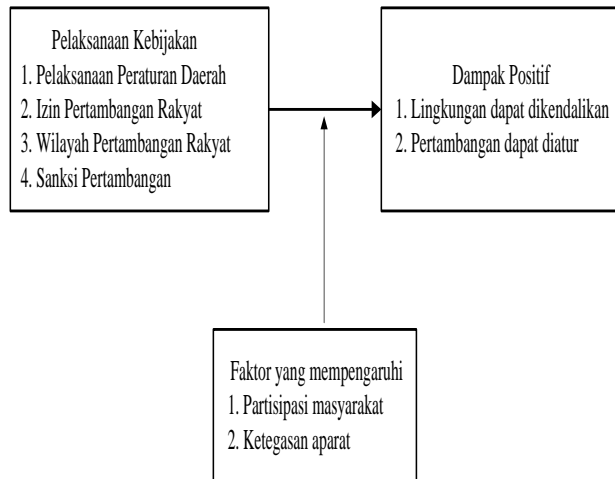 Pelaksanaan Kebijakan
1. Pelaksanaan Peraturan Daerah
2. Izin Pertambangan Rakyat
3. Wilayah Pertambangan Rakyat
4. Sanksi Pertambangan
Dampak Positif
1. Lingkungan dapat dikendalikan
2. Pertambangan dapat diatur
Faktor yang mempengaruhi
1. Partisipasi masyarakat
2. Ketegasan aparat